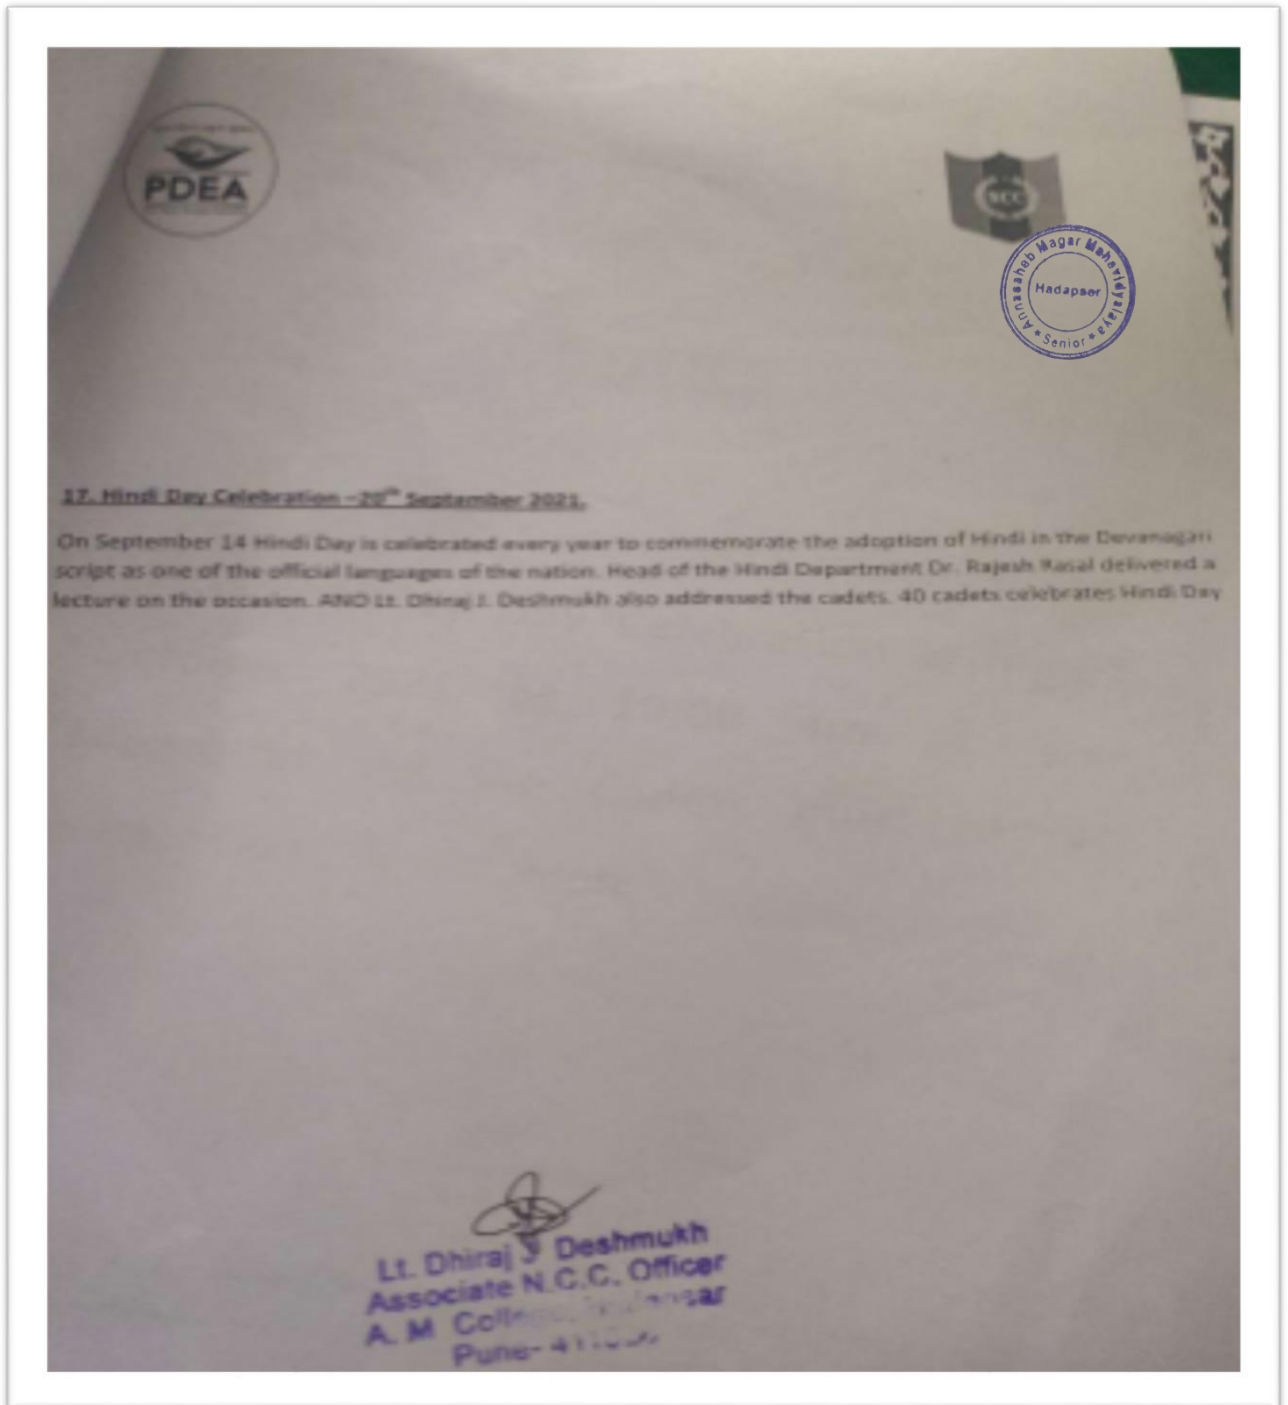 PDEA
NCC
Annasaheb Magar Mahavidyalaya
Hadapser
* Senior *
17. Hindi Day Celebration –20th September 2021.
On September 14 Hindi Day is celebrated every year to commemorate the adoption of Hindi in the Devanagari
script as one of the official languages of the nation. Head of the Hindi Department Dr. Rajesh Rasal delivered a
lecture on the occasion. ANO Lt. Dhiraj J. Deshmukh also addressed the cadets. 40 cadets celebrates Hindi Day
Lt. Dhiraj J Deshmukh
Associate N.C.C. Officer
A. M
Pune-